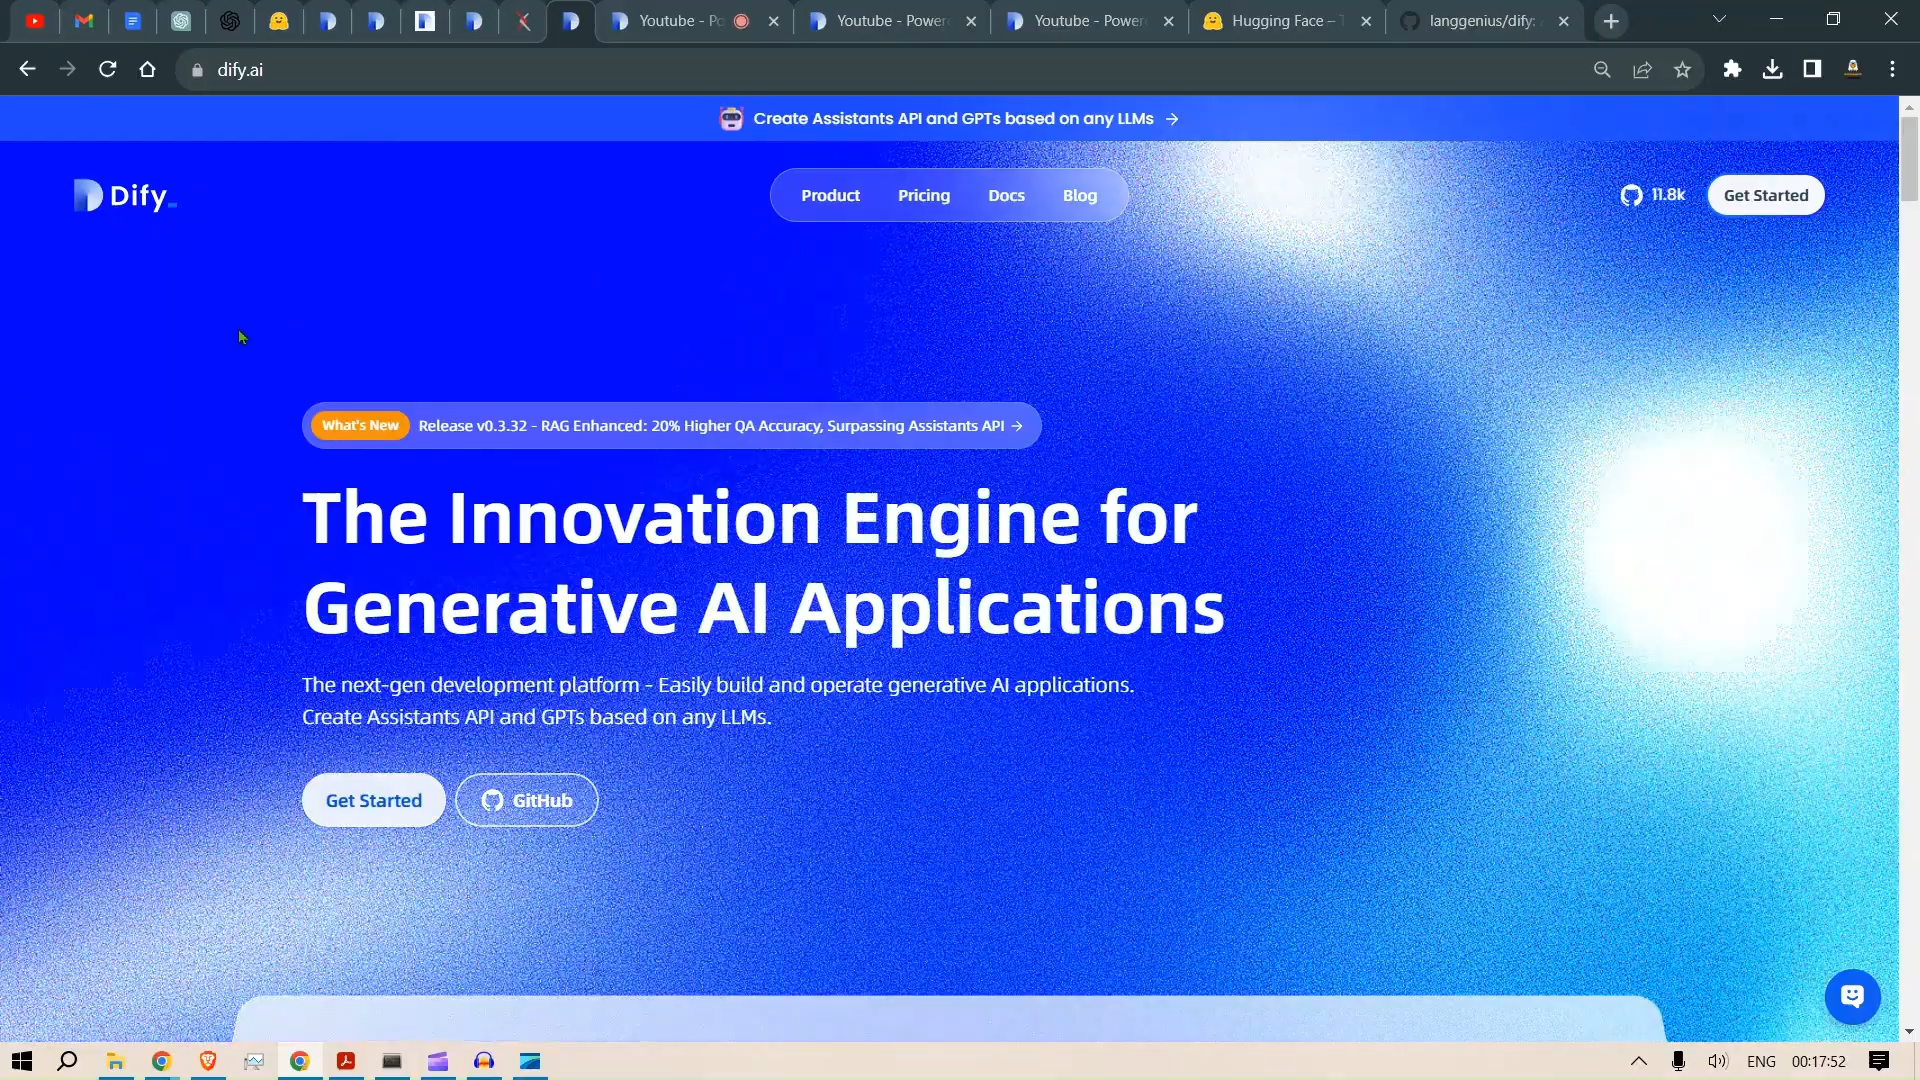 Youtube - Po
Youtube - Power
Youtube - Power
Hugging Face – T
langgenius/dify:
dify.ai
Create Assistants API and GPTs based on any LLMs →
Dify_
Product
Pricing
Docs
Blog
11.8k
Get Started
What's New
Release v0.3.32 - RAG Enhanced: 20% Higher QA Accuracy, Surpassing Assistants API →
The Innovation Engine for
Generative AI Applications
The next-gen development platform - Easily build and operate generative AI applications.
Create Assistants API and GPTs based on any LLMs.
Get Started
GitHub
ENG
00:17:52